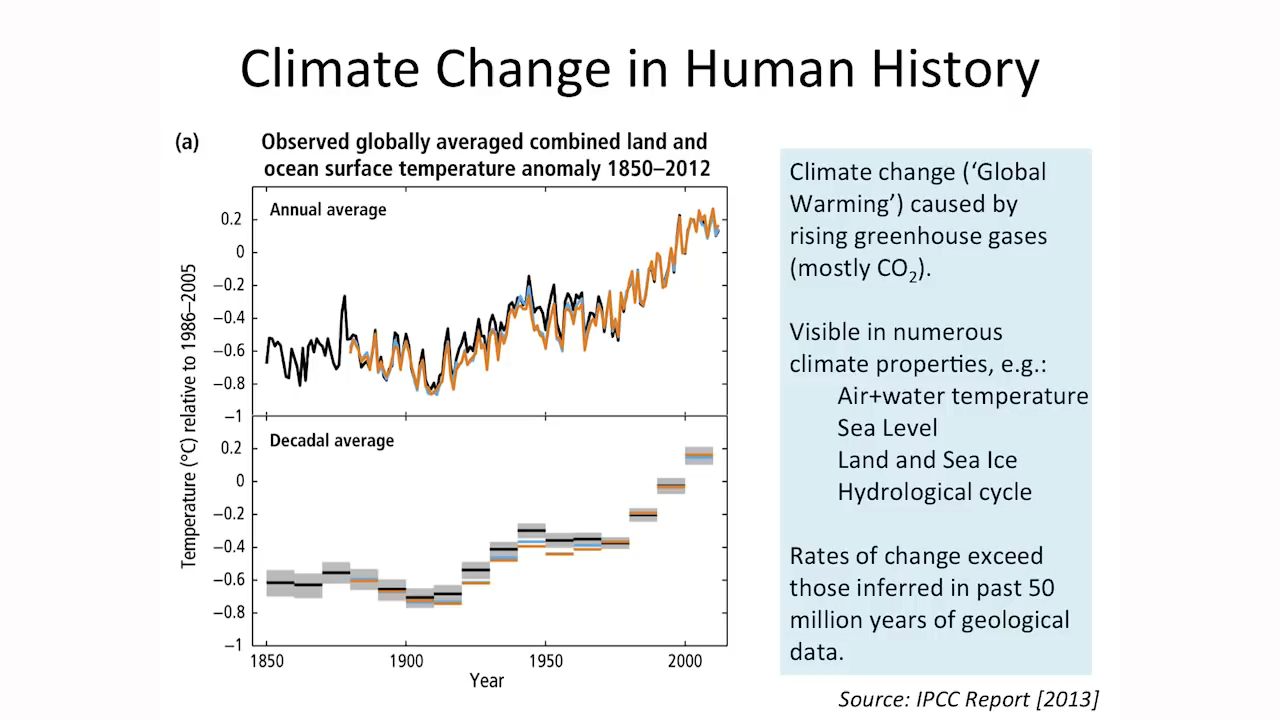 Climate Change in Human History
(a)
Observed globally averaged combined land and
ocean surface temperature anomaly 1850–2012
Annual average
0.2
0
−0.2
−0.4
−0.6
−0.8
−1
Decadal average
0.2
0
−0.2
−0.4
−0.6
−0.8
−1
Temperature (°C) relative to 1986–2005
1850 1900 1950 2000
Year
Climate change (‘Global
Warming’) caused by
rising greenhouse gases
(mostly CO₂).
Visible in numerous
climate properties, e.g.:
Air+water temperature
Sea Level
Land and Sea Ice
Hydrological cycle
Rates of change exceed
those inferred in past 50
million years of geological
data.
Source: IPCC Report [2013]